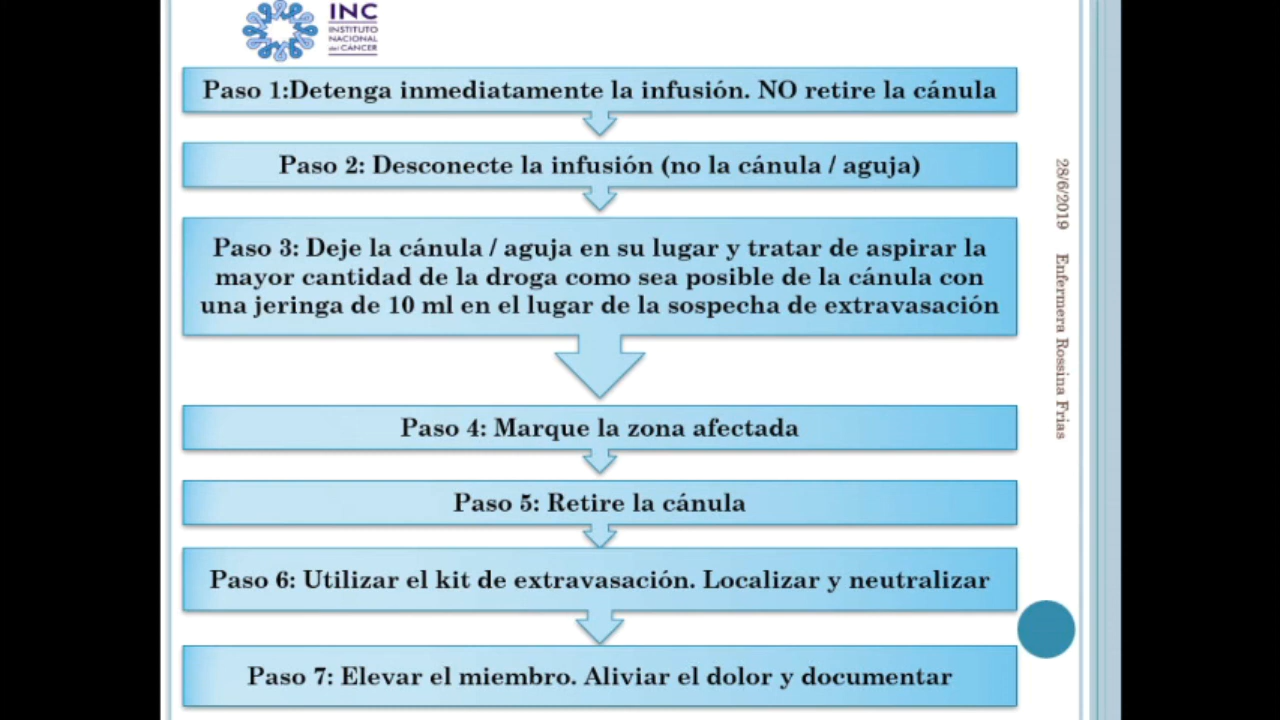 INC
INSTITUTO
NACIONAL
del CÁNCER
Paso 1:Detenga inmediatamente la infusión. NO retire la cánula
Paso 2: Desconecte la infusión (no la cánula / aguja)
Paso 3: Deje la cánula / aguja en su lugar y tratar de aspirar la
mayor cantidad de la droga como sea posible de la cánula con
una jeringa de 10 ml en el lugar de la sospecha de extravasación
Paso 4: Marque la zona afectada
Paso 5: Retire la cánula
Paso 6: Utilizar el kit de extravasación. Localizar y neutralizar
Paso 7: Elevar el miembro. Aliviar el dolor y documentar
28/6/2019 Enfermera Rossina Frias